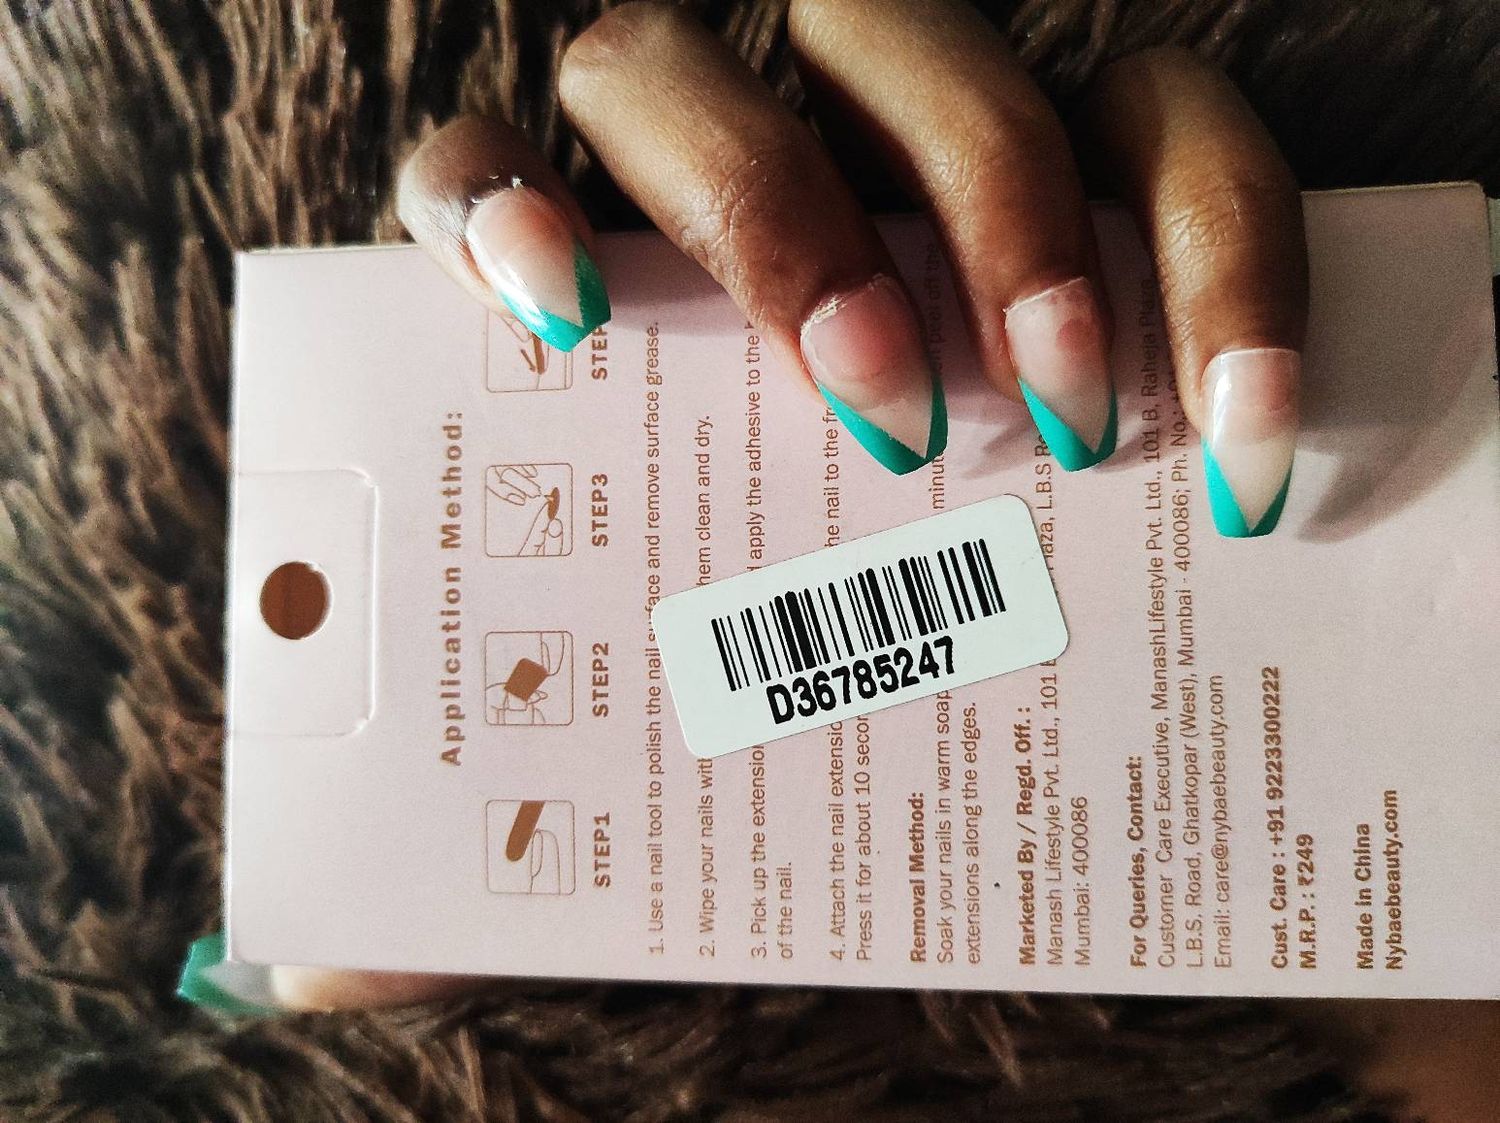 Application Method:
STEP1 STEP2 STEP3 STEP
1. Use a nail tool to polish the nail surface and remove surface grease.
2. Wipe your nails with hem clean and dry.
3. Pick up the extension apply the adhesive to the
of the nail.
4. Attach the nail extension he nail to the
Press it for about 10 peel off the
Removal Method:
Soak your nails in warm soap
extensions along the edges.
D36785247
Marketed By / Regd. Off. :
Manash Lifestyle Pvt. Ltd., 101 laza, L.B.S
Mumbai: 400086
For Queries, Contact:
Customer Care Executive, ManashLifestyle Pvt. Ltd., 101 B, Raheja Plaza,
L.B.S. Road, Ghatkopar (West), Mumbai - 400086; Ph. No.:
Email: care@nybaebeauty.com
Cust. Care : +91 9223300222
M.R.P. : ₹249
Made in China
Nybaebeauty.com